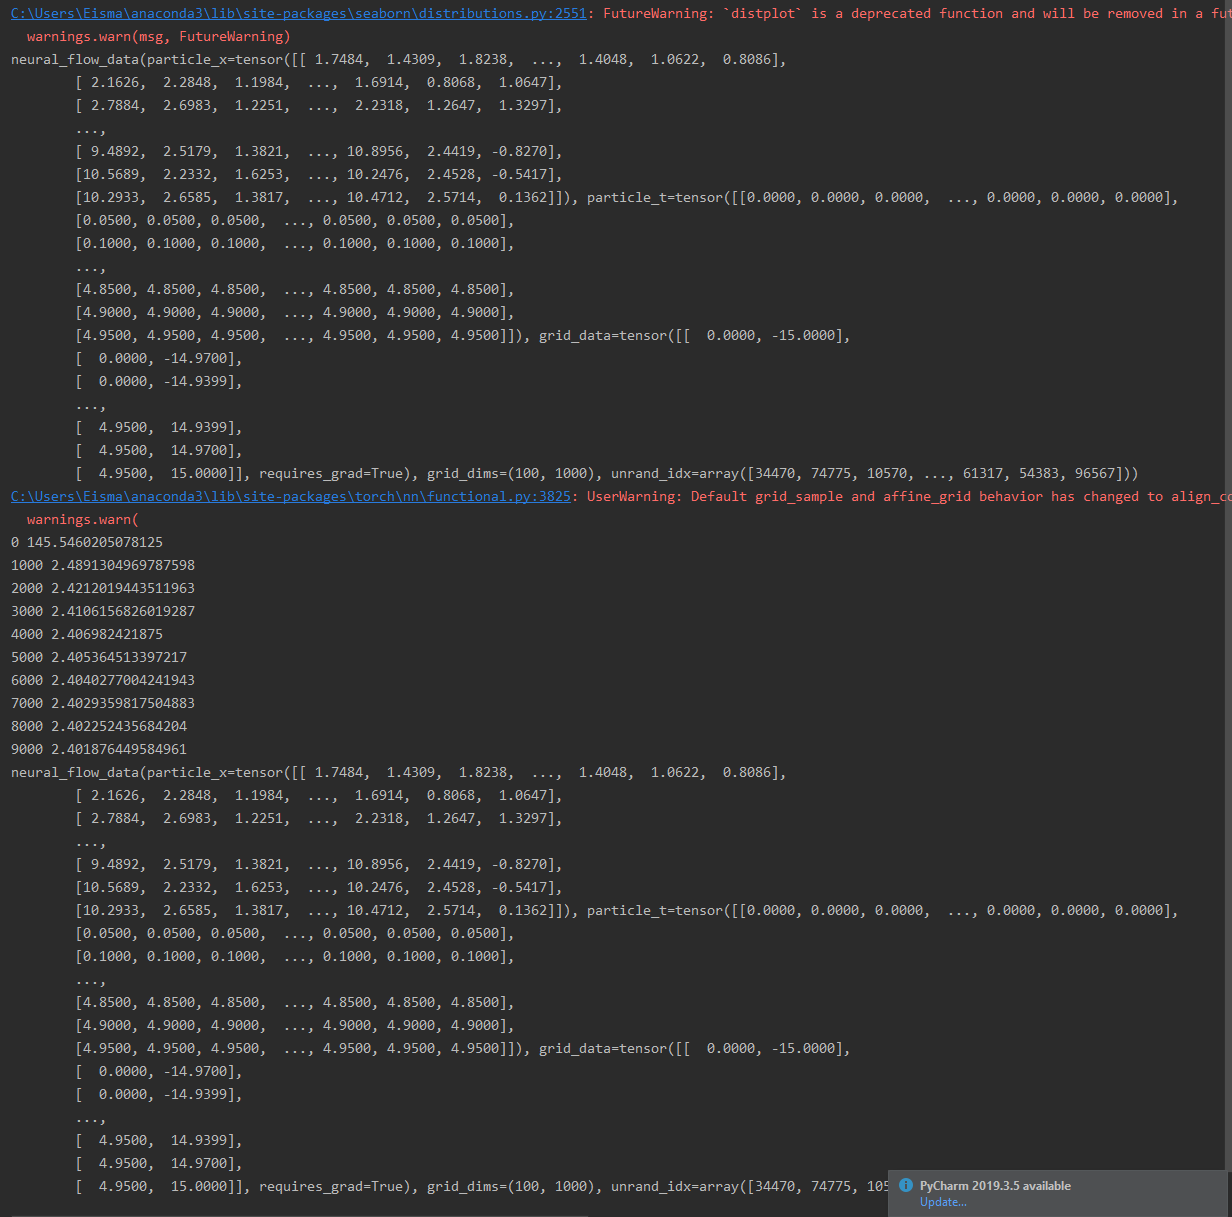 C:\Users\Eisma\anaconda3\lib\site-packages\seaborn\distributions.py:2551: FutureWarning: `distplot` is a deprecated function and will be removed in a fut
  warnings.warn(msg, FutureWarning)
neural_flow_data(particle_x=tensor([[ 1.7484,  1.4309,  1.8238,  ...,  1.4048,  1.0622,  0.8086],
        [ 2.1626,  2.2848,  1.1984,  ...,  1.6914,  0.8068,  1.0647],
        [ 2.7884,  2.6983,  1.2251,  ...,  2.2318,  1.2647,  1.3297],
        ...,
        [ 9.4892,  2.5179,  1.3821,  ..., 10.8956,  2.4419, -0.8270],
        [10.5689,  2.2332,  1.6253,  ..., 10.2476,  2.4528, -0.5417],
        [10.2933,  2.6585,  1.3817,  ..., 10.4712,  2.5714,  0.1362]]), particle_t=tensor([[0.0000, 0.0000, 0.0000,  ..., 0.0000, 0.0000, 0.0000],
        [0.0500, 0.0500, 0.0500,  ..., 0.0500, 0.0500, 0.0500],
        [0.1000, 0.1000, 0.1000,  ..., 0.1000, 0.1000, 0.1000],
        ...,
        [4.8500, 4.8500, 4.8500,  ..., 4.8500, 4.8500, 4.8500],
        [4.9000, 4.9000, 4.9000,  ..., 4.9000, 4.9000, 4.9000],
        [4.9500, 4.9500, 4.9500,  ..., 4.9500, 4.9500, 4.9500]]), grid_data=tensor([[  0.0000, -15.0000],
        [  0.0000, -14.9700],
        [  0.0000, -14.9399],
        ...,
        [  4.9500,  14.9399],
        [  4.9500,  14.9700],
        [  4.9500,  15.0000]], requires_grad=True), grid_dims=(100, 1000), unrand_idx=array([34470, 74775, 10570, ..., 61317, 54383, 96567]))
C:\Users\Eisma\anaconda3\lib\site-packages\torch\nn\functional.py:3825: UserWarning: Default grid_sample and affine_grid behavior has changed to align_co
  warnings.warn(
0 145.5460205078125
1000 2.4891304969787598
2000 2.4212019443511963
3000 2.4106156826019287
4000 2.406982421875
5000 2.405364513397217
6000 2.4040277004241943
7000 2.4029359817504883
8000 2.402252435684204
9000 2.401876449584961
neural_flow_data(particle_x=tensor([[ 1.7484,  1.4309,  1.8238,  ...,  1.4048,  1.0622,  0.8086],
        [ 2.1626,  2.2848,  1.1984,  ...,  1.6914,  0.8068,  1.0647],
        [ 2.7884,  2.6983,  1.2251,  ...,  2.2318,  1.2647,  1.3297],
        ...,
        [ 9.4892,  2.5179,  1.3821,  ..., 10.8956,  2.4419, -0.8270],
        [10.5689,  2.2332,  1.6253,  ..., 10.2476,  2.4528, -0.5417],
        [10.2933,  2.6585,  1.3817,  ..., 10.4712,  2.5714,  0.1362]]), particle_t=tensor([[0.0000, 0.0000, 0.0000,  ..., 0.0000, 0.0000, 0.0000],
        [0.0500, 0.0500, 0.0500,  ..., 0.0500, 0.0500, 0.0500],
        [0.1000, 0.1000, 0.1000,  ..., 0.1000, 0.1000, 0.1000],
        ...,
        [4.8500, 4.8500, 4.8500,  ..., 4.8500, 4.8500, 4.8500],
        [4.9000, 4.9000, 4.9000,  ..., 4.9000, 4.9000, 4.9000],
        [4.9500, 4.9500, 4.9500,  ..., 4.9500, 4.9500, 4.9500]]), grid_data=tensor([[  0.0000, -15.0000],
        [  0.0000, -14.9700],
        [  0.0000, -14.9399],
        ...,
        [  4.9500,  14.9399],
        [  4.9500,  14.9700],
        [  4.9500,  15.0000]], requires_grad=True), grid_dims=(100, 1000), unrand_idx=array([34470, 74775, 105
PyCharm 2019.3.5 available
Update...